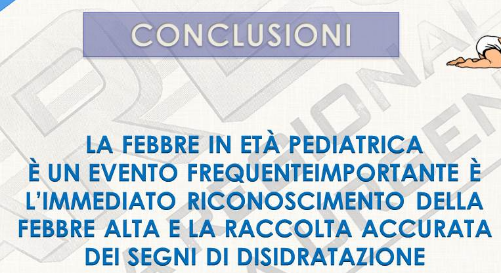 CONCLUSIONI
LA FEBBRE IN ETÀ PEDIATRICA
È UN EVENTO FREQUENTEIMPORTANTE È
L'IMMEDIATO RICONOSCIMENTO DELLA
FEBBRE ALTA E LA RACCOLTA ACCURATA
DEI SEGNI DI DISIDRATAZIONE